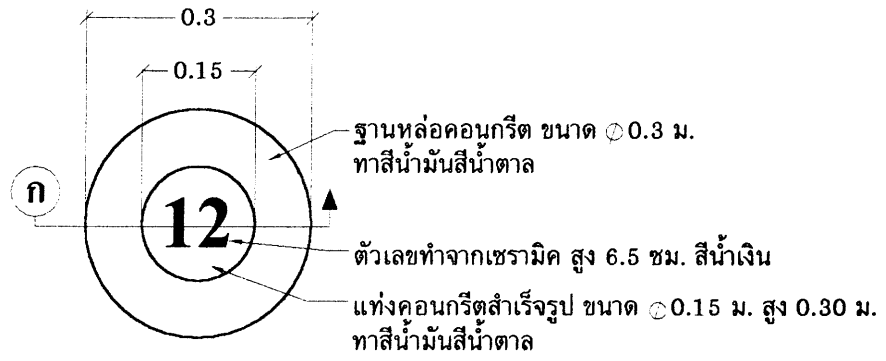 0.3
0.15
ฐานหล่อคอนกรีต ขนาด ⌀0.3 ม.
ทาสีน้ำมันสีน้ำตาล
ก
12
ตัวเลขทำจากเซรามิค สูง 6.5 ซม. สีน้ำเงิน
แท่งคอนกรีตสำเร็จรูป ขนาด ⌀0.15 ม. สูง 0.30 ม.
ทาสีน้ำมันสีน้ำตาล